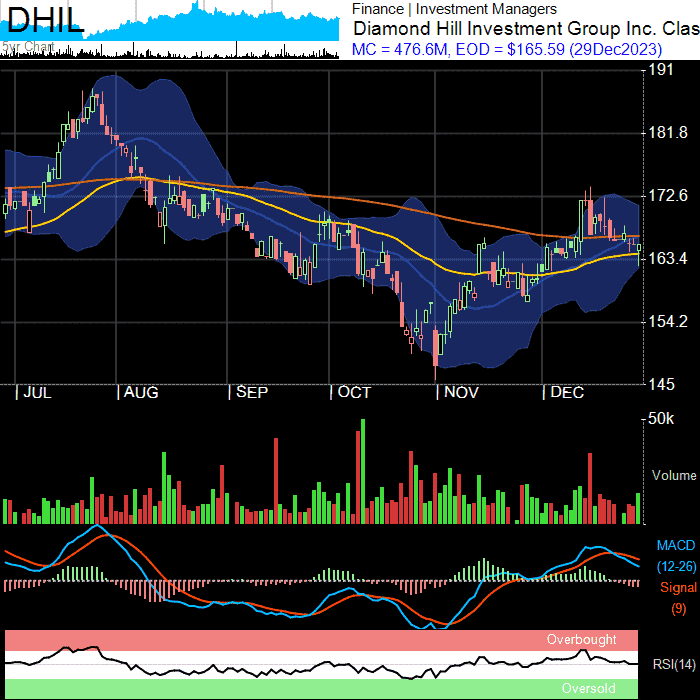 DHIL
5yr Chart
Finance | Investment Managers
Diamond Hill Investment Group Inc. Clas
MC = 476.6M, EOD = $165.59 (29Dec2023)
191
181.8
172.6
163.4
154.2
145
| JUL | AUG | SEP | OCT | NOV | DEC
50k
Volume
MACD
(12-26)
Signal
(9)
Overbought
RSI(14)
Oversold